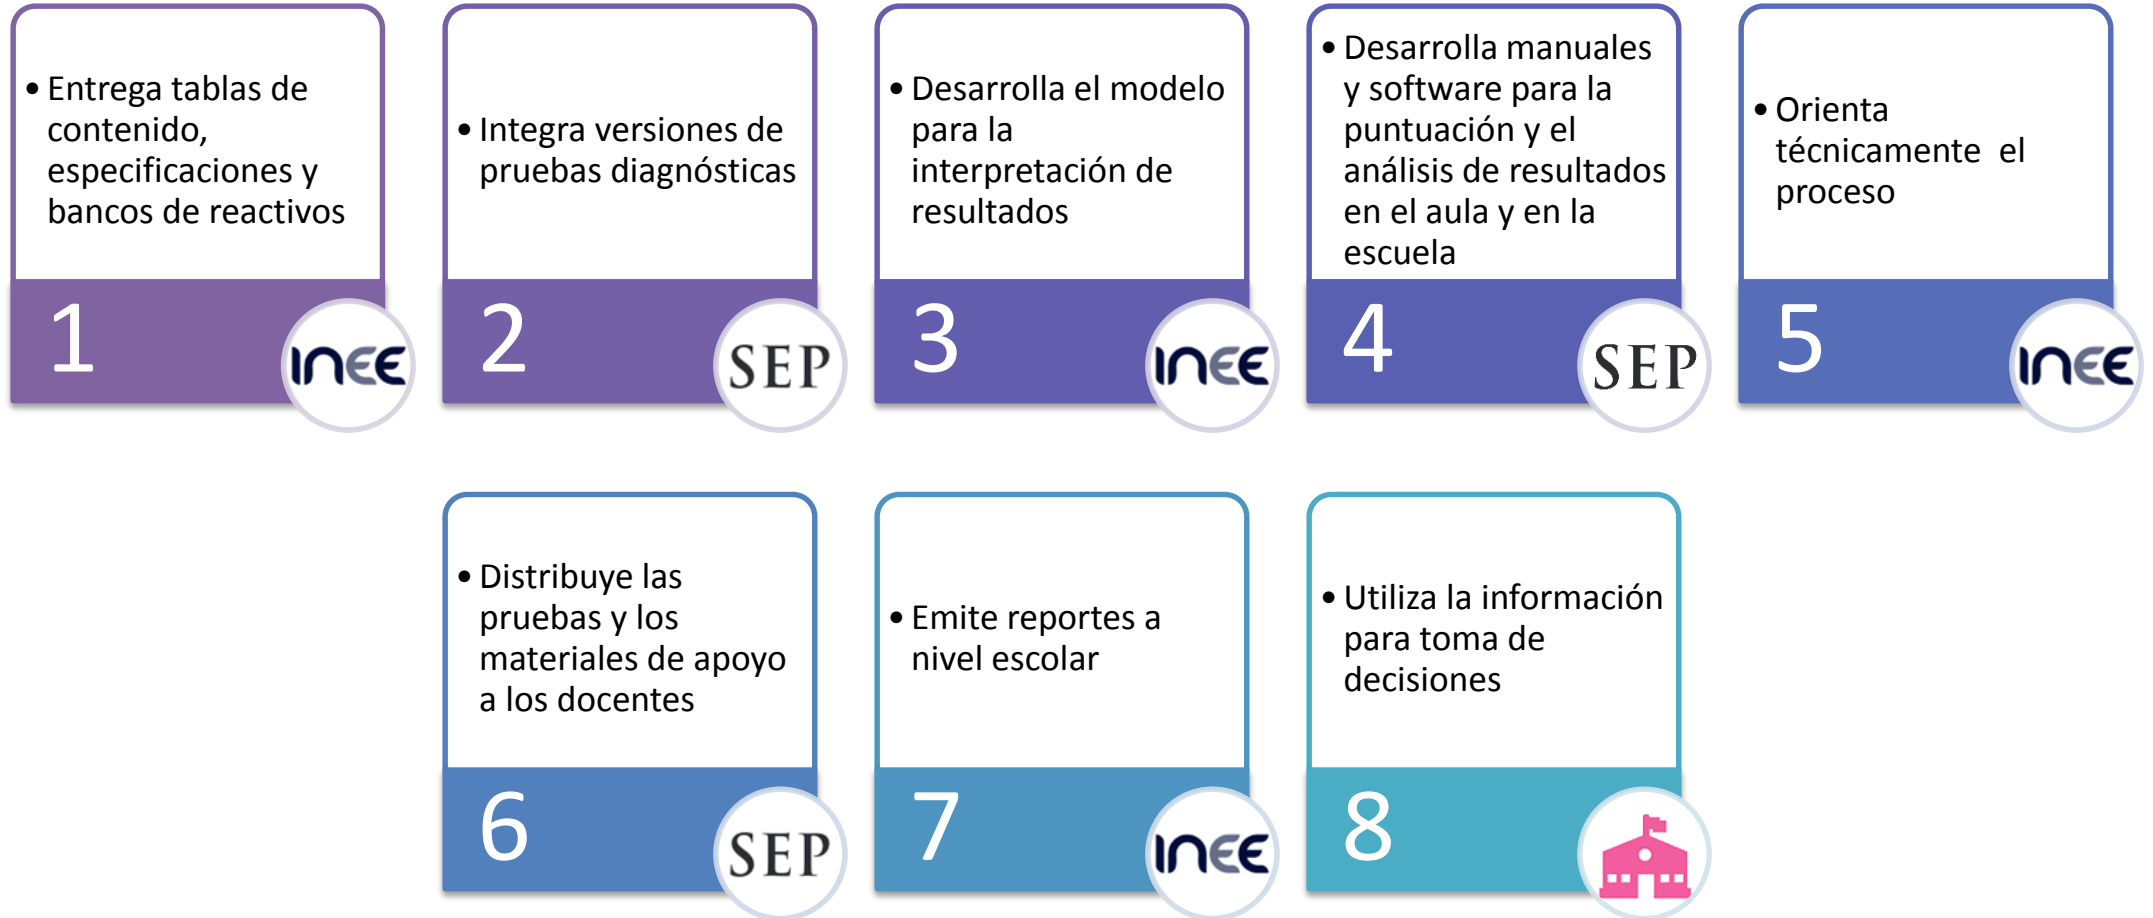 • Entrega tablas de
contenido,
especificaciones y
bancos de reactivos
1
INEE
• Integra versiones de
pruebas diagnósticas
2
SEP
• Desarrolla el modelo
para la
interpretación de
resultados
3
INEE
• Desarrolla manuales
y software para la
puntuación y el
análisis de resultados
en el aula y en la
escuela
4
SEP
• Orienta
técnicamente el
proceso
5
INEE
• Distribuye las
pruebas y los
materiales de apoyo
a los docentes
6
SEP
• Emite reportes a
nivel escolar
7
INEE
• Utiliza la información
para toma de
decisiones
8